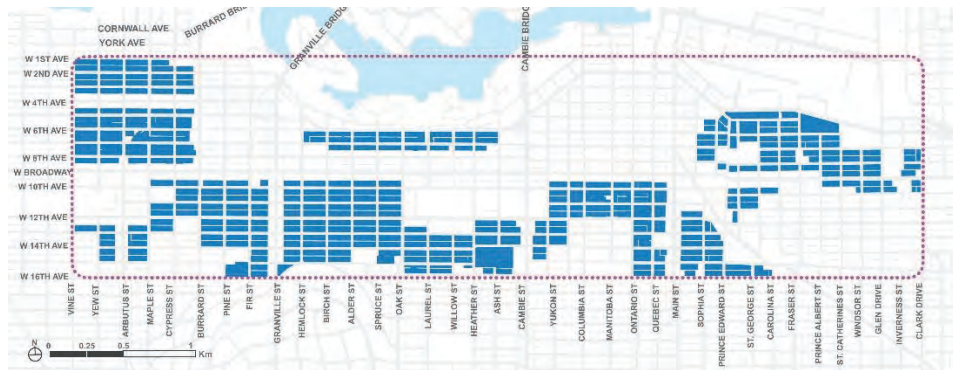 CORNWALL AVE
YORK AVE
BURRARD BRI
GRANVILLE BRIDG
CAMBIE BRIDG
W 1ST AVE
W 2ND AVE
W 4TH AVE
W 6TH AVE
W 8TH AVE
W BROADWAY
W 10TH AVE
W 12TH AVE
W 14TH AVE
W 16TH AVE
VINE ST
YEW ST
ARBUTUS ST
MAPLE ST
CYPRESS ST
BURRARD ST
PINE ST
FIR ST
GRANVILLE ST
HEMLOCK ST
BIRCH ST
ALDER ST
SPRUCE ST
OAK ST
LAUREL ST
WILLOW ST
HEATHER ST
ASH ST
CAMBIE ST
YUKON ST
COLUMBIA ST
MANITOBA ST
ONTARIO ST
QUEBEC ST
MAIN ST
SOPHIA ST
PRINCE EDWARD ST
ST. GEORGE ST
CAROLINA ST
FRASER ST
PRINCE ALBERT ST
ST. CATHERINES ST
WINDSOR ST
GLEN DRIVE
INVERNESS ST
CLARK DRIVE
N
0 0.25 0.5 1
Km